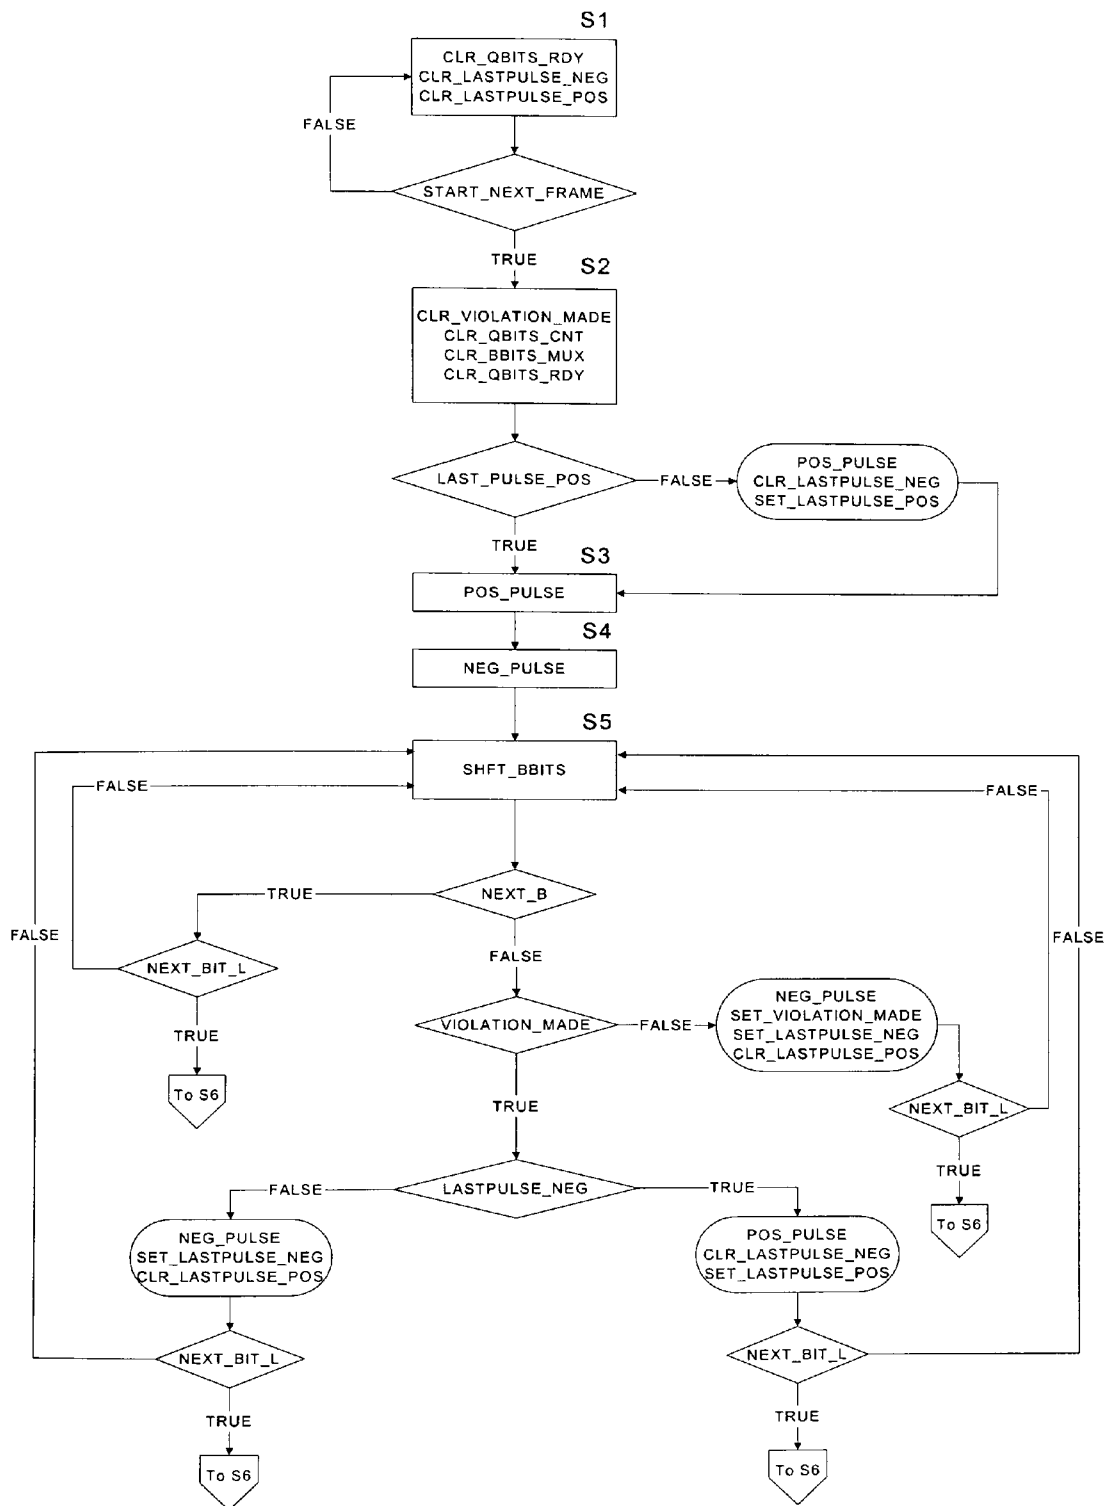 S1
CLR_QBITS_RDY
CLR_LASTPULSE_NEG
CLR_LASTPULSE_POS
FALSE
START_NEXT_FRAME
TRUE
S2
CLR_VIOLATION_MADE
CLR_QBITS_CNT
CLR_BBITS_MUX
CLR_QBITS_RDY
LAST_PULSE_POS
FALSE
POS_PULSE
CLR_LASTPULSE_NEG
SET_LASTPULSE_POS
TRUE
S3
POS_PULSE
S4
NEG_PULSE
S5
SHFT_BBITS
FALSE
FALSE
TRUE
NEXT_B
FALSE
FALSE
NEXT_BIT_L
FALSE
NEG_PULSE
SET_VIOLATION_MADE
SET_LASTPULSE_NEG
CLR_LASTPULSE_POS
VIOLATION_MADE
FALSE
TRUE
To S6
NEXT_BIT_L
TRUE
TRUE
To S6
LASTPULSE_NEG
FALSE
TRUE
NEG_PULSE
SET_LASTPULSE_NEG
CLR_LASTPULSE_POS
POS_PULSE
CLR_LASTPULSE_NEG
SET_LASTPULSE_POS
NEXT_BIT_L
NEXT_BIT_L
TRUE
TRUE
To S6
To S6